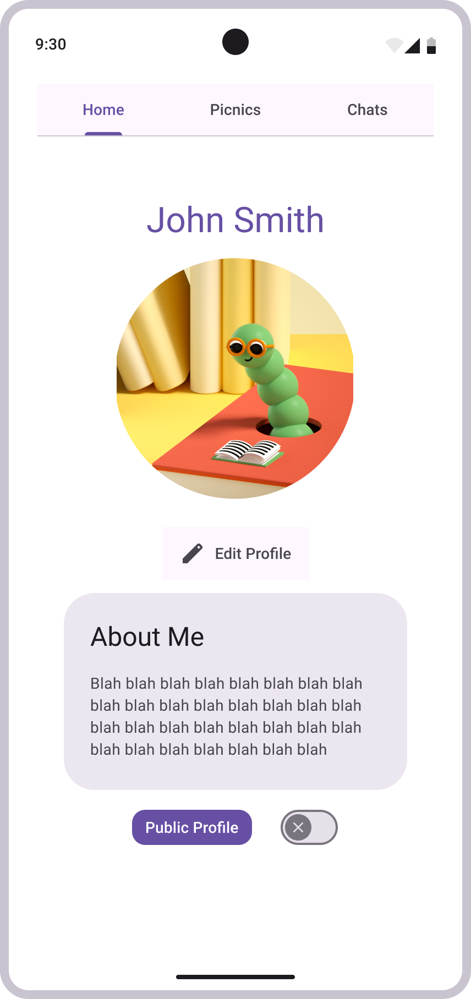 9:30
Home Picnics Chats
John Smith
Edit Profile
About Me
Blah blah blah blah blah blah blah blah
blah blah blah blah blah blah blah blah
blah blah blah blah blah blah blah blah
blah blah blah blah blah blah blah
Public Profile